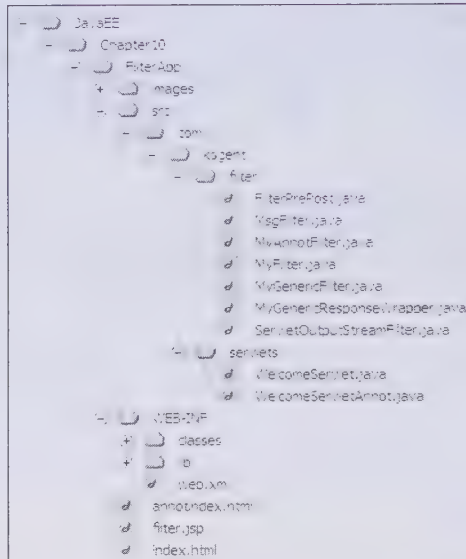 JavaEE
Chapter10
FilterApp
images
src
com
kogent
filter
FilterPrePost.java
MsgFilter.java
MyAnnotFilter.java
MyFilter.java
MyGenericFilter.java
MyGenericResponseWrapper.java
ServletOutputStreamFilter.java
servlets
WelcomeServlet.java
WelcomeServletAnnot.java
WEB-INF
classes
lib
web.xml
annotindex.html
filter.jsp
index.html